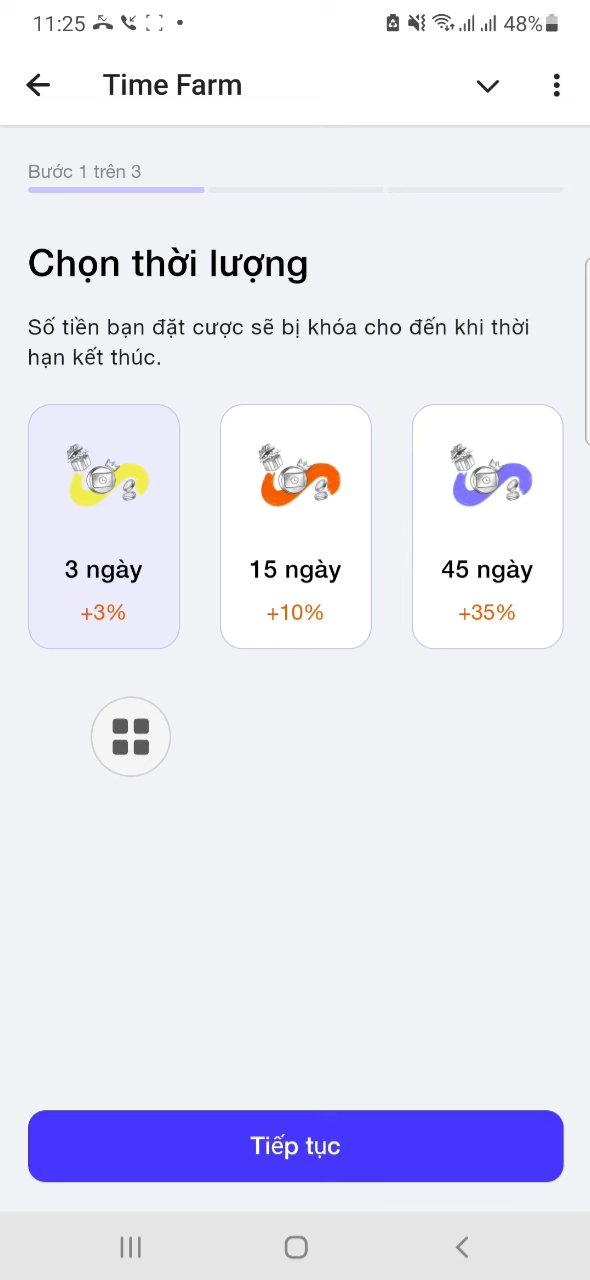 11:25
48%
Time Farm
Bước 1 trên 3
Chọn thời lượng
Số tiền bạn đặt cược sẽ bị khóa cho đến khi thời
hạn kết thúc.
3 ngày
+3%
15 ngày
+10%
45 ngày
+35%
Tiếp tục